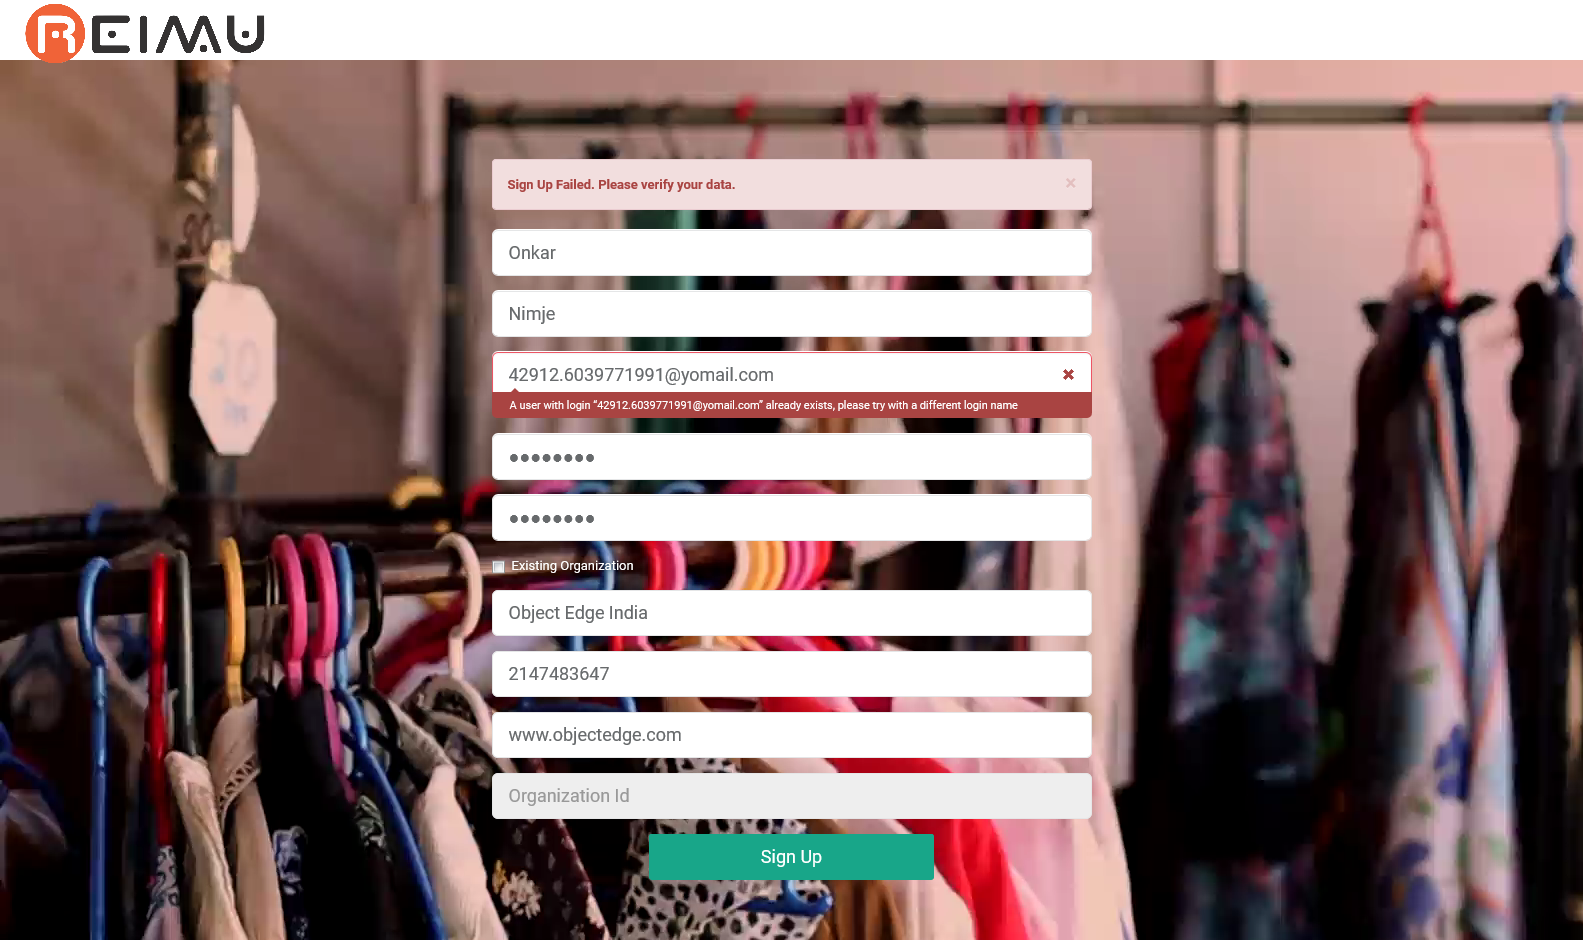 REIMU
Sign Up Failed. Please verify your data.
×
Onkar
Nimje
42912.6039771991@yomail.com
A user with login “42912.6039771991@yomail.com” already exists, please try with a different login name
••••••••
••••••••
Existing Organization
Object Edge India
2147483647
www.objectedge.com
Organization Id
Sign Up